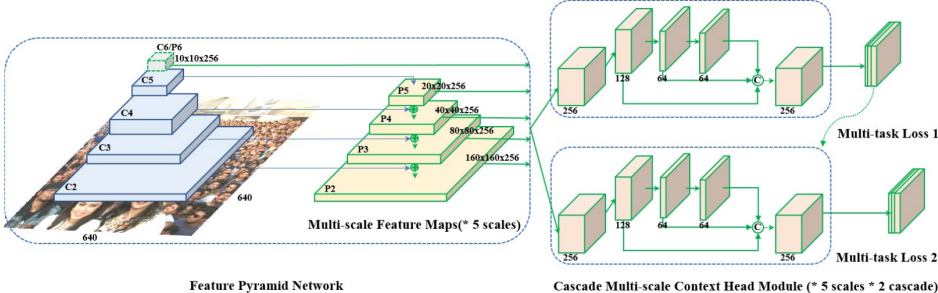 C6/P6
10x10x256
C5
C4
C3
C2
640
640
P5
20x20x256
P4
40x40x256
P3
80x80x256
P2
160x160x256
Multi-scale Feature Maps(* 5 scales)
256
128
64
64
C
256
Multi-task Loss 1
256
128
64
64
C
256
Multi-task Loss 2
Feature Pyramid Network
Cascade Multi-scale Context Head Module (* 5 scales * 2 cascade)